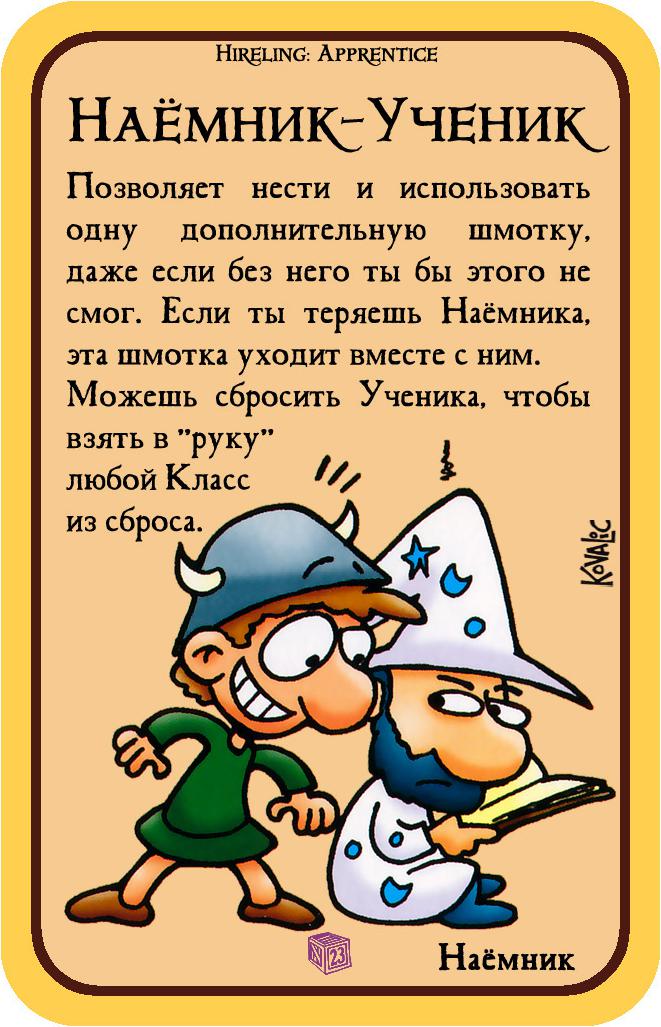 Hireling: Apprentice
Наёмник-Ученик
Позволяет нести и использовать
одну дополнительную шмотку,
даже если без него ты бы этого не
смог. Если ты теряешь Наёмника,
эта шмотка уходит вместе с ним.
Можешь сбросить Ученика, чтобы
взять в "руку"
любой Класс
из сброса.
Kovalic
N 23
Наёмник